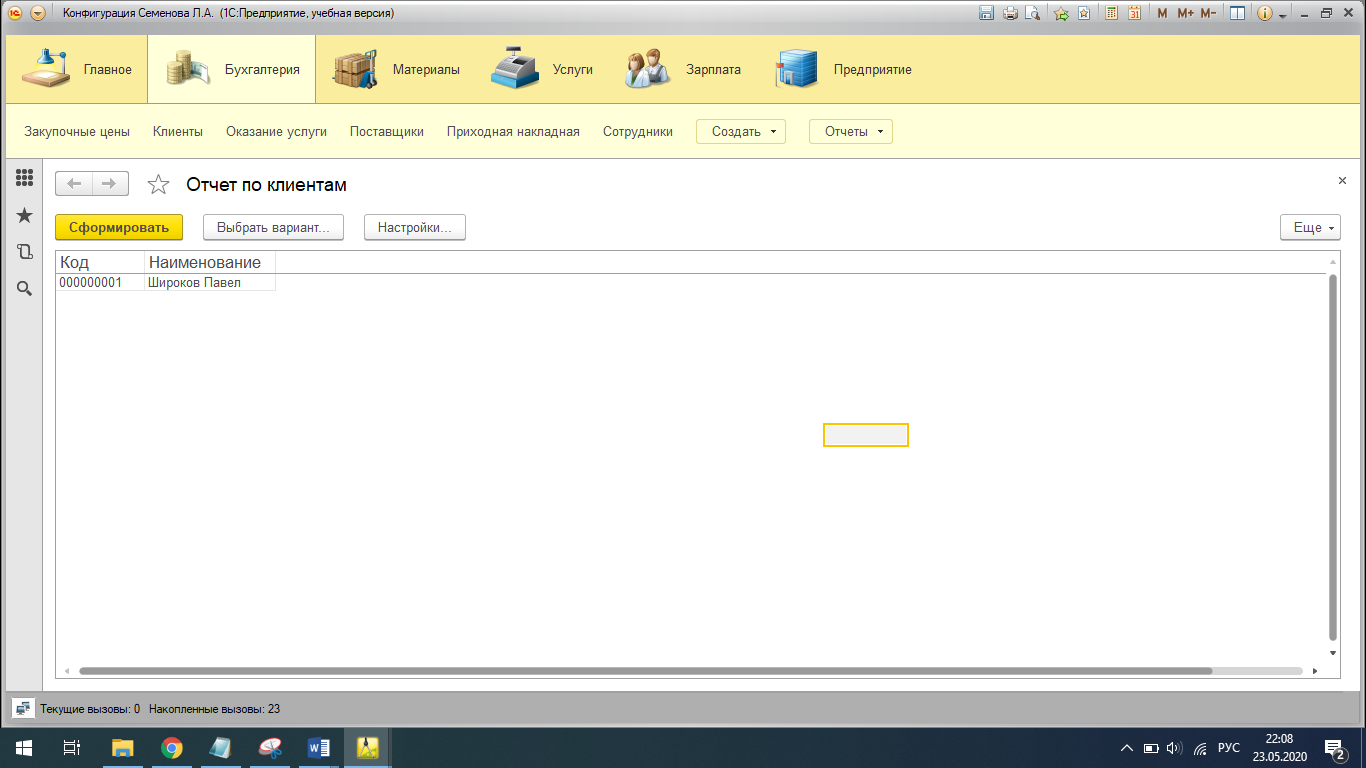 Конфигурация Семенова Л.А. (1С:Предприятие, учебная версия)
M M+ M-
31
Главное Бухгалтерия Материалы Услуги Зарплата Предприятие
Закупочные цены Клиенты Оказание услуги Поставщики Приходная накладная Сотрудники Создать Отчеты
Отчет по клиентам
Сформировать Выбрать вариант... Настройки... Еще
Код Наименование
000000001 Широков Павел
Текущие вызовы: 0 Накопленные вызовы: 23
РУС
22:08
23.05.2020
2